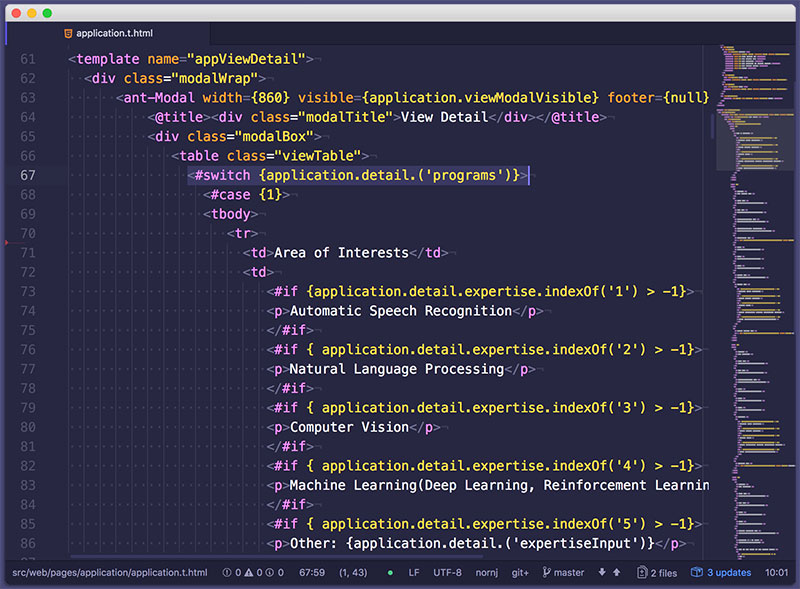 application.t.html
61 <template name="appViewDetail">
62 <div class="modalWrap">
63 <ant-Modal width={860} visible={application.viewModalVisible} footer={null}
64 <@title><div class="modalTitle">View Detail</div></@title>
65 <div class="modalBox">
66 <table class="viewTable">
67 <#switch {application.detail.('programs')}>
68 <#case {1}>
69 <tbody>
70 <tr>
71 <td>Area of Interests</td>
72 <td>
73 <#if {application.detail.expertise.indexOf('1') > -1}>
74 <p>Automatic Speech Recognition</p>
75 </#if>
76 <#if { application.detail.expertise.indexOf('2') > -1}>
77 <p>Natural Language Processing</p>
78 </#if>
79 <#if { application.detail.expertise.indexOf('3') > -1}>
80 <p>Computer Vision</p>
81 </#if>
82 <#if { application.detail.expertise.indexOf('4') > -1}>
83 <p>Machine Learning(Deep Learning, Reinforcement Learnin
84 </#if>
85 <#if { application.detail.expertise.indexOf('5') > -1}>
86 <p>Other: {application.detail.('expertiseInput')}</p>
src/web/pages/application/application.t.html 0 0 0 67:59 (1, 43) LF UTF-8 nornj git+ master 2 files 3 updates 10:01